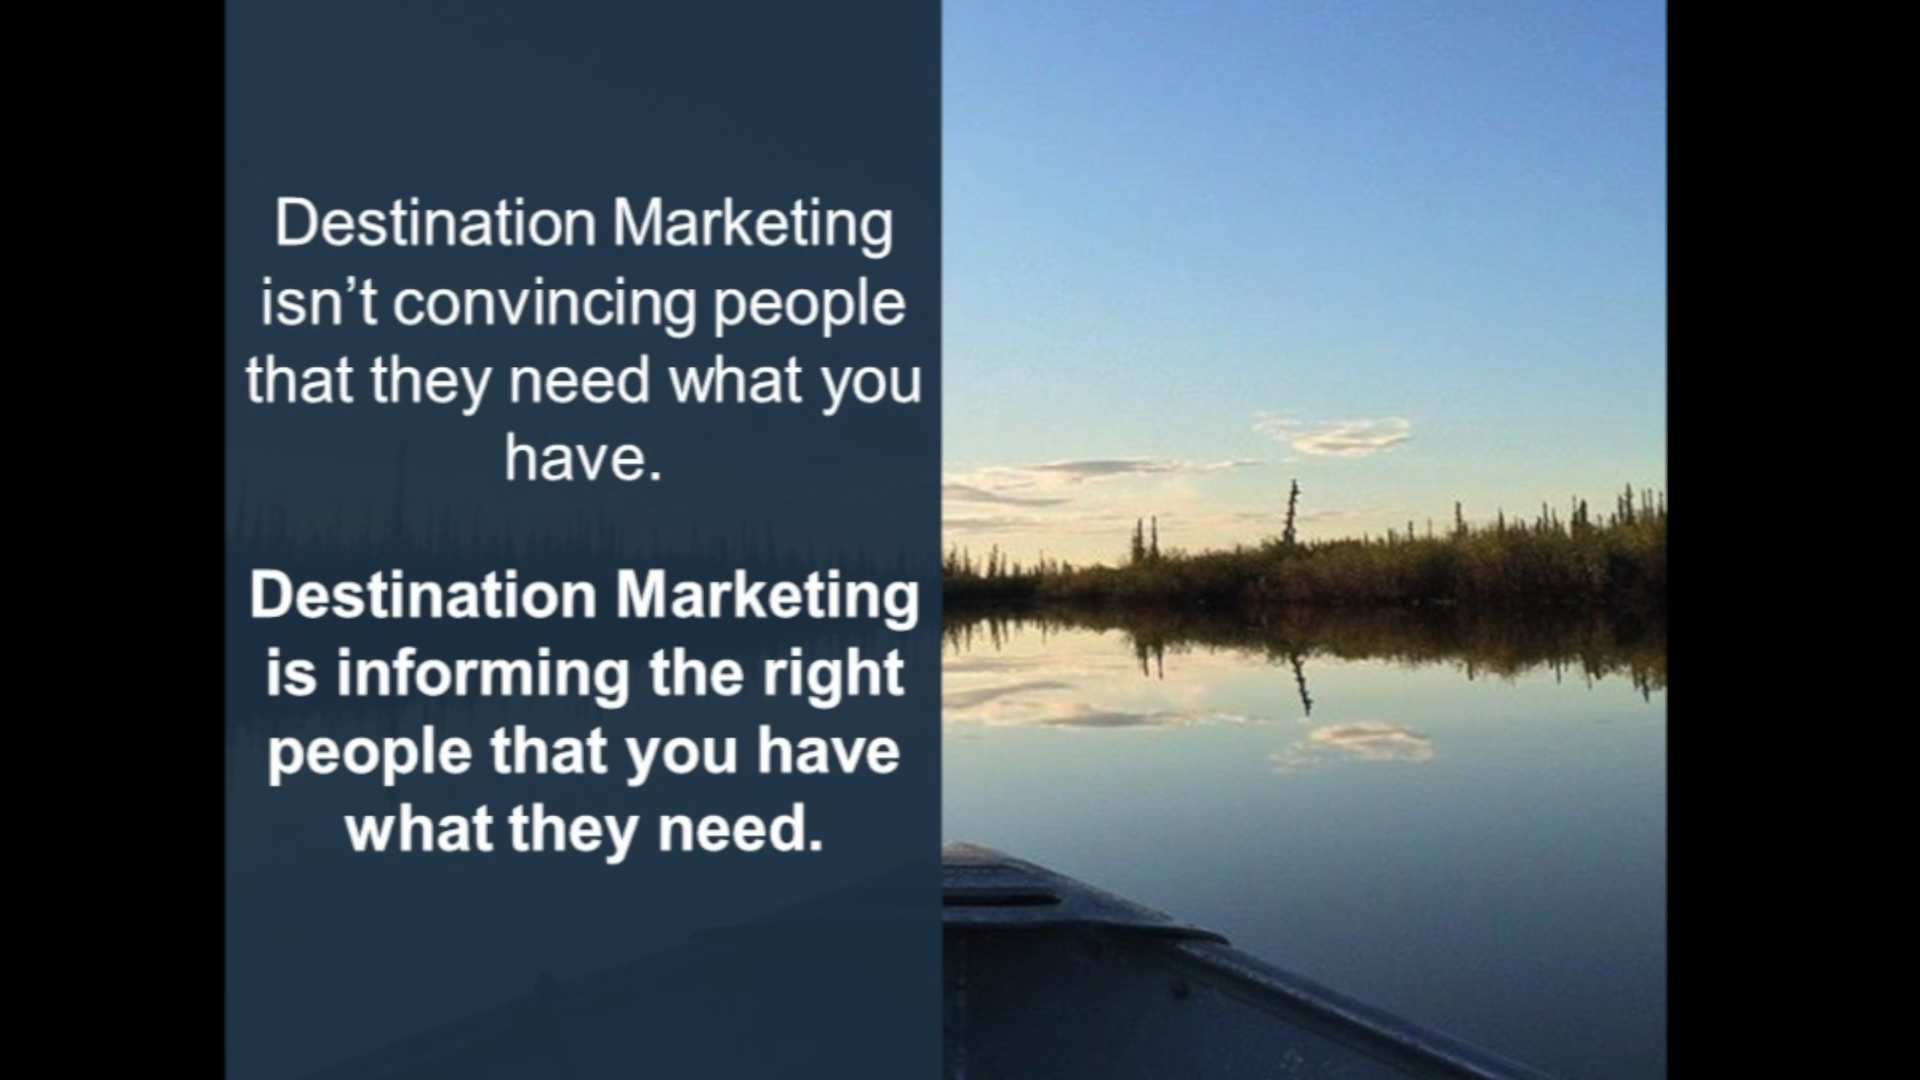 Destination Marketing
isn’t convincing people
that they need what you
have.
Destination Marketing
is informing the right
people that you have
what they need.